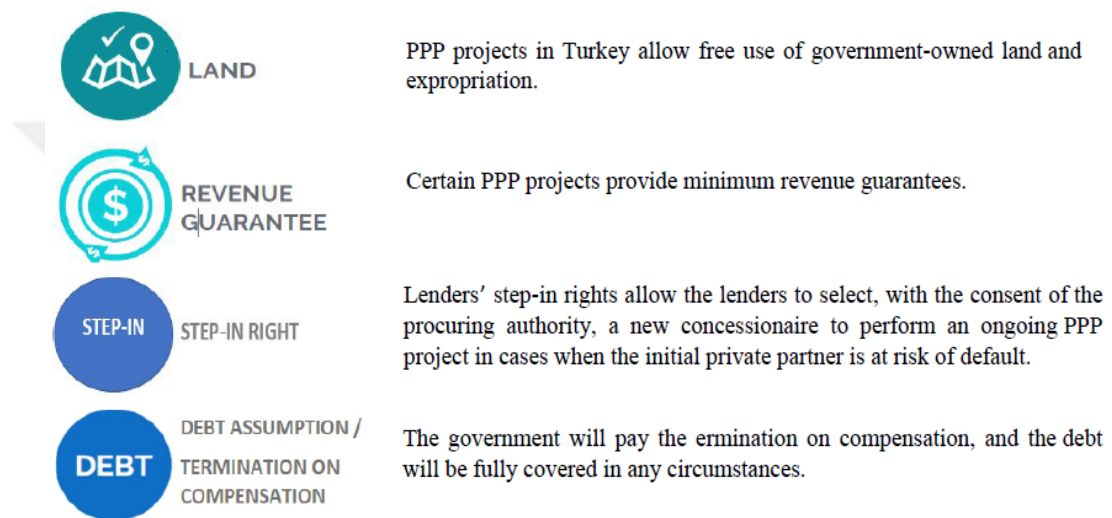 LAND
PPP projects in Turkey allow free use of government-owned land and
expropriation.
REVENUE
GUARANTEE
Certain PPP projects provide minimum revenue guarantees.
STEP-IN
STEP-IN RIGHT
Lenders’ step-in rights allow the lenders to select, with the consent of the
procuring authority, a new concessionaire to perform an ongoing PPP
project in cases when the initial private partner is at risk of default.
DEBT
DEBT ASSUMPTION /
TERMINATION ON
COMPENSATION
The government will pay the ermination on compensation, and the debt
will be fully covered in any circumstances.